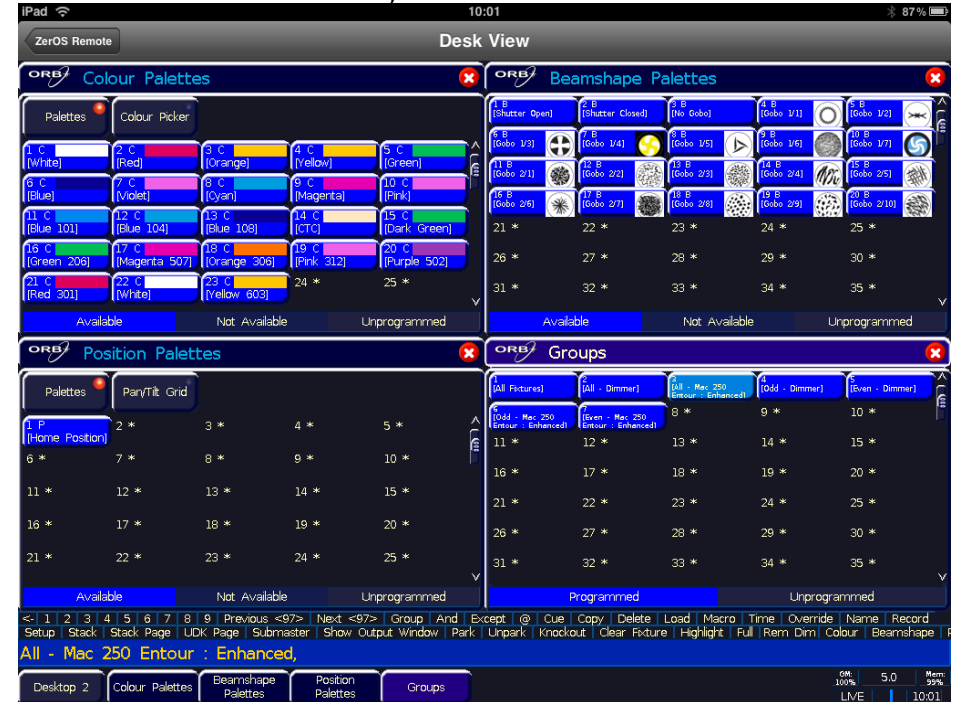 iPad 10:01 87%
ZerOS Remote Desk View
ORB Colour Palettes
Palettes Colour Picker
1 C 2 C 3 C 4 C 5 C
[White] [Red] [Orange] [Yellow] [Green]
6 C 7 C 8 C 9 C 10 C
[Blue] [Violet] [Cyan] [Magenta] [Pink]
11 C 12 C 13 C 14 C 15 C
[Blue 101] [Blue 104] [Blue 108] [CTC] [Dark Green]
16 C 17 C 18 C 19 C 20 C
[Green 206] [Magenta 507] [Orange 306] [Pink 312] [Purple 502]
21 C 22 C 23 C 24 * 25 *
[Red 301] [White] [Yellow 603]
Available Not Available Unprogrammed
ORB Beamshape Palettes
1 B 2 B 3 B 4 B 5 B
[Shutter Open] [Shutter Closed] [No Gobo] [Gobo 1/1] [Gobo 1/2]
6 B 7 B 8 B 9 B 10 B
[Gobo 1/3] [Gobo 1/4] [Gobo 1/5] [Gobo 1/6] [Gobo 1/7]
11 B 12 B 13 B 14 B 15 B
[Gobo 2/1] [Gobo 2/2] [Gobo 2/3] [Gobo 2/4] [Gobo 2/5]
16 B 17 B 18 B 19 B 20 B
[Gobo 2/6] [Gobo 2/7] [Gobo 2/8] [Gobo 2/9] [Gobo 2/10]
21 * 22 * 23 * 24 * 25 *
26 * 27 * 28 * 29 * 30 *
31 * 32 * 33 * 34 * 35 *
Available Not Available Unprogrammed
ORB Position Palettes
Palettes Pan/Tilt Grid
1 P 2 * 3 * 4 * 5 *
[Home Position]
6 * 7 * 8 * 9 * 10 *
11 * 12 * 13 * 14 * 15 *
16 * 17 * 18 * 19 * 20 *
21 * 22 * 23 * 24 * 25 *
Available Not Available Unprogrammed
ORB Groups
1 2 3 4 5
[All Fixtures] [All - Dimmer] [All - Mac 250 Entour : Enhanced] [Odd - Dimmer] [Even - Dimmer]
6 7 8 * 9 * 10 *
[Odd - Mac 250 Entour : Enhanced] [Even - Mac 250 Entour : Enhanced]
11 * 12 * 13 * 14 * 15 *
16 * 17 * 18 * 19 * 20 *
21 * 22 * 23 * 24 * 25 *
26 * 27 * 28 * 29 * 30 *
31 * 32 * 33 * 34 * 35 *
Programmed Unprogrammed
<- 1 2 3 4 5 6 7 8 9 Previous <97> Next <97> Group And Except @ Cue Copy Delete Load Macro Time Override Name Record
Setup Stack Stack Page UDK Page Submaster Show Output Window Park Unpark Knockout Clear Fixture Highlight Full Rem Dim Colour Beamshape
All - Mac 250 Entour : Enhanced,
Desktop 2 Colour Palettes Beamshape Palettes Position Palettes Groups
GM: 100% 5.0 Mem: 99%
LIVE 10:01